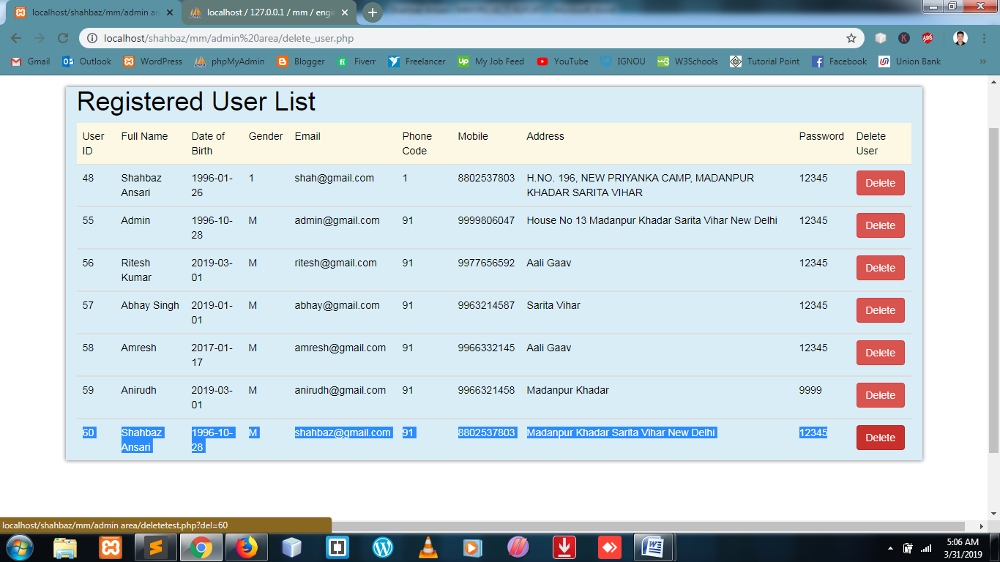 localhost/shahbaz/mm/admin ar
localhost / 127.0.0.1 / mm / engi
localhost/shahbaz/mm/admin%20area/delete_user.php
Gmail Outlook WordPress phpMyAdmin Blogger Fiverr Freelancer My Job Feed YouTube IGNOU W3Schools Tutorial Point Facebook Union Bank »
Registered User List
User ID Full Name Date of Birth Gender Email Phone Code Mobile Address Password Delete User
48 Shahbaz Ansari 1996-01-26 1 shah@gmail.com 1 8802537803 H.NO. 196, NEW PRIYANKA CAMP, MADANPUR KHADAR SARITA VIHAR 12345 Delete
55 Admin 1996-10-28 M admin@gmail.com 91 9999806047 House No 13 Madanpur Khadar Sarita Vihar New Delhi 12345 Delete
56 Ritesh Kumar 2019-03-01 M ritesh@gmail.com 91 9977656592 Aali Gaav 12345 Delete
57 Abhay Singh 2019-01-01 M abhay@gmail.com 91 9963214587 Sarita Vihar 12345 Delete
58 Amresh 2017-01-17 M amresh@gmail.com 91 9966332145 Aali Gaav 12345 Delete
59 Anirudh 2019-03-01 M anirudh@gmail.com 91 9966321458 Madanpur Khadar 9999 Delete
60 Shahbaz Ansari 1996-10-28 M shahbaz@gmail.com 91 8802537803 Madanpur Khadar Sarita Vihar New Delhi 12345 Delete
localhost/shahbaz/mm/admin area/deletetest.php?del=60
5:06 AM
3/31/2019